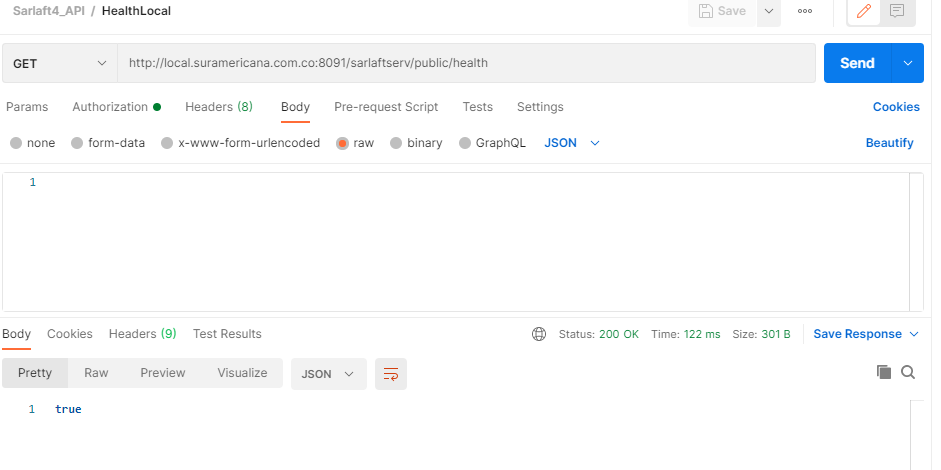 Sarlaft4_API / HealthLocal
Save
GET
http://local.suramericana.com.co:8091/sarlaftserv/public/health
Send
Params Authorization Headers (8) Body Pre-request Script Tests Settings Cookies
none form-data x-www-form-urlencoded raw binary GraphQL JSON Beautify
1
Body Cookies Headers (9) Test Results Status: 200 OK Time: 122 ms Size: 301 B Save Response
Pretty Raw Preview Visualize JSON
1 true